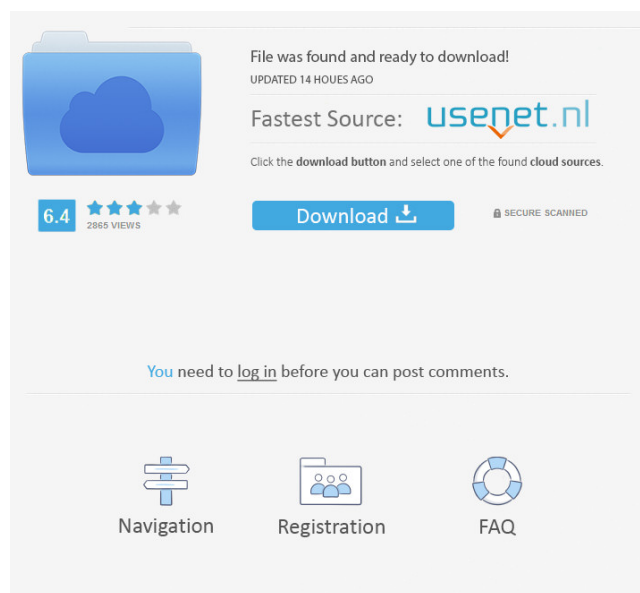 File was found and ready to download!
UPDATED 14 HOUES AGO
Fastest Source: usenet.nl
Click the download button and select one of the found cloud sources.
6.4
2865 VIEWS
Download
SECURE SCANNED
You need to log in before you can post comments.
Navigation
Registration
FAQ